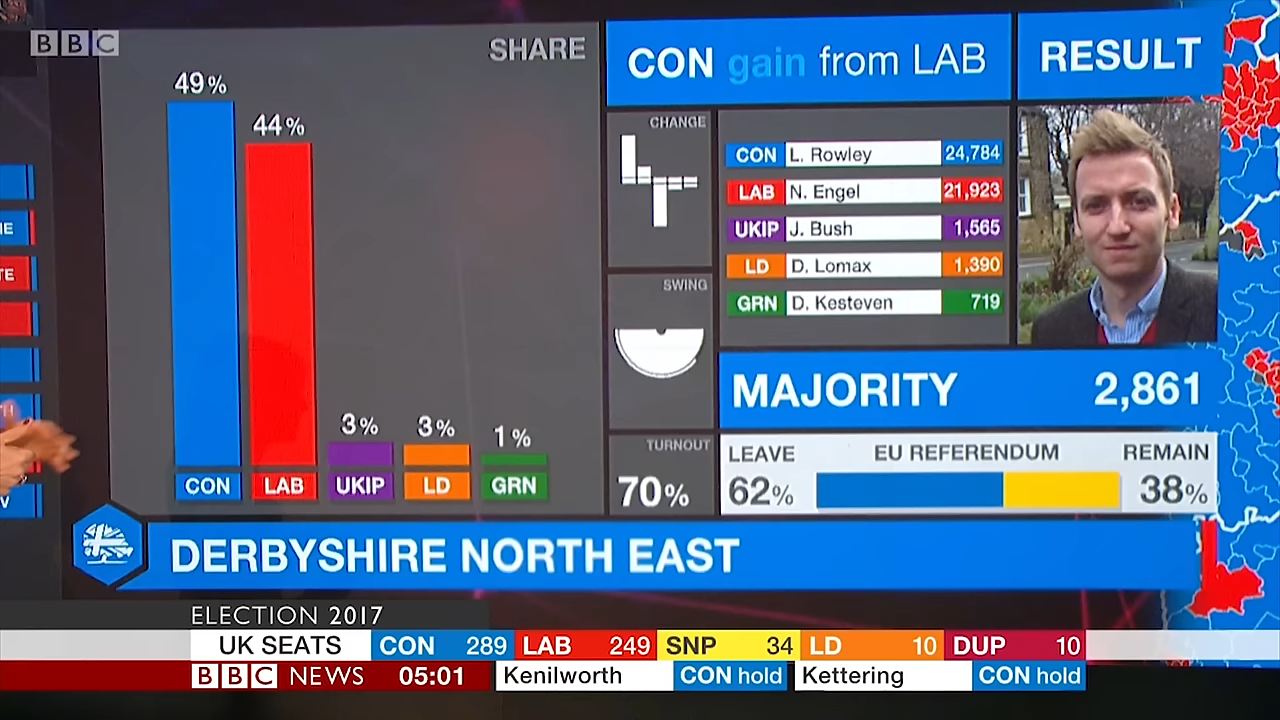 BBC
SHARE
49%
44%
3%
3%
1%
CON
LAB
UKIP
LD
GRN
CON gain from LAB
RESULT
CHANGE
CON L. Rowley 24,784
LAB N. Engel 21,923
UKIP J. Bush 1,565
LD D. Lomax 1,390
GRN D. Kesteven 719
SWING
MAJORITY 2,861
TURNOUT
70%
LEAVE EU REFERENDUM REMAIN
62% 38%
DERBYSHIRE NORTH EAST
ELECTION 2017
UK SEATS CON 289 LAB 249 SNP 34 LD 10 DUP 10
BBC NEWS 05:01 Kenilworth CON hold Kettering CON hold